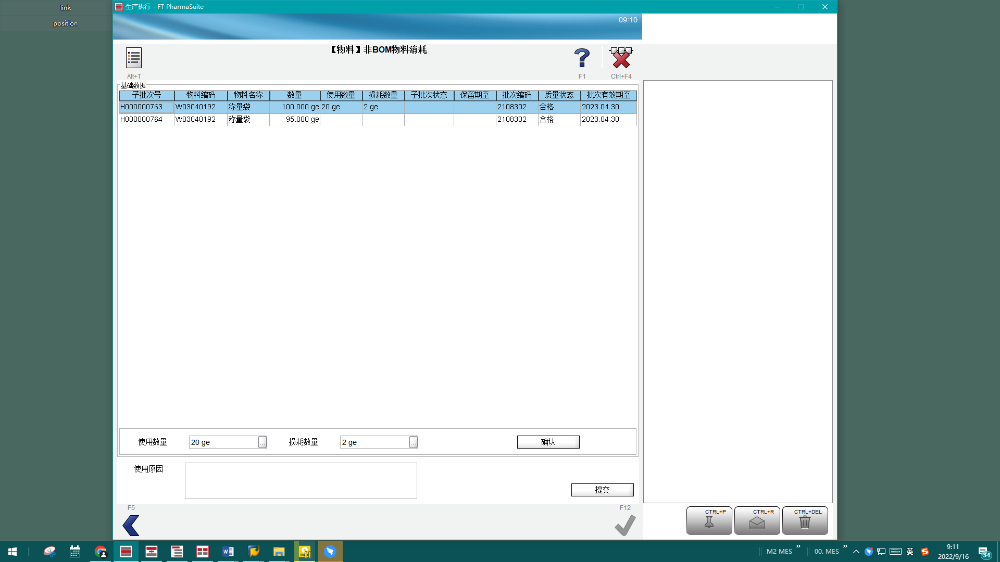 link
position
生产执行 - FT PharmaSuite
09:10
【物料】非BOM物料消耗
Alt+T
F1
Ctrl+F4
基础数据
子批次号 物料编码 物料名称 数量 使用数量 损耗数量 子批次状态 保留期至 批次编码 质量状态 批次有效期至
H000000763 W03040192 称量袋 100.000 ge 20 ge 2 ge 2108302 合格 2023.04.30
H000000764 W03040192 称量袋 95.000 ge 2108302 合格 2023.04.30
使用数量 20 ge ... 损耗数量 2 ge ... 确认
使用原因
提交
F5
F12
CTRL+P CTRL+R CTRL+DEL
M2 MES » 00. MES » 英
9:11
2022/9/16
34